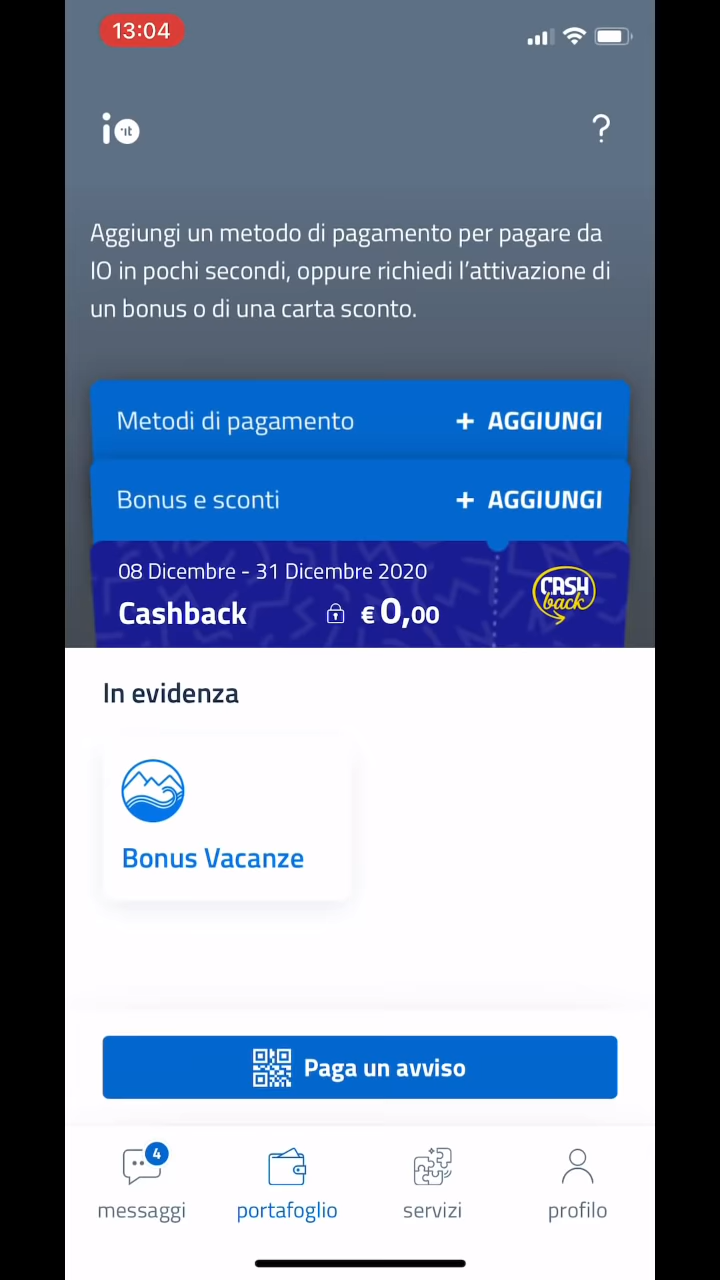 13:04
io it
?
Aggiungi un metodo di pagamento per pagare da
IO in pochi secondi, oppure richiedi l'attivazione di
un bonus o di una carta sconto.
Metodi di pagamento + AGGIUNGI
Bonus e sconti + AGGIUNGI
08 Dicembre - 31 Dicembre 2020
Cashback € 0,00
CASH
back
In evidenza
Bonus Vacanze
Paga un avviso
4
messaggi portafoglio servizi profilo